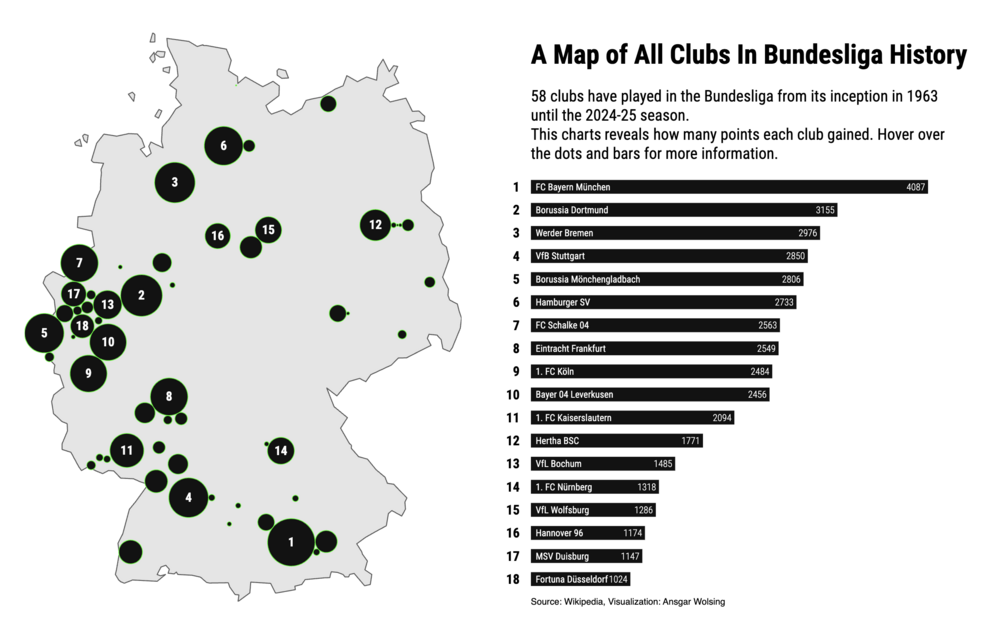 A Map of All Clubs In Bundesliga History
58 clubs have played in the Bundesliga from its inception in 1963
until the 2024-25 season.
This charts reveals how many points each club gained. Hover over
the dots and bars for more information.
1 FC Bayern München 4087
2 Borussia Dortmund 3155
3 Werder Bremen 2976
4 VfB Stuttgart 2850
5 Borussia Mönchengladbach 2806
6 Hamburger SV 2733
7 FC Schalke 04 2563
8 Eintracht Frankfurt 2549
9 1. FC Köln 2484
10 Bayer 04 Leverkusen 2456
11 1. FC Kaiserslautern 2094
12 Hertha BSC 1771
13 VfL Bochum 1485
14 1. FC Nürnberg 1318
15 VfL Wolfsburg 1286
16 Hannover 96 1174
17 MSV Duisburg 1147
18 Fortuna Düsseldorf 1024
Source: Wikipedia, Visualization: Ansgar Wolsing
6
3
12
15
16
7
17
2
13
18
5
10
9
8
11
14
4
1